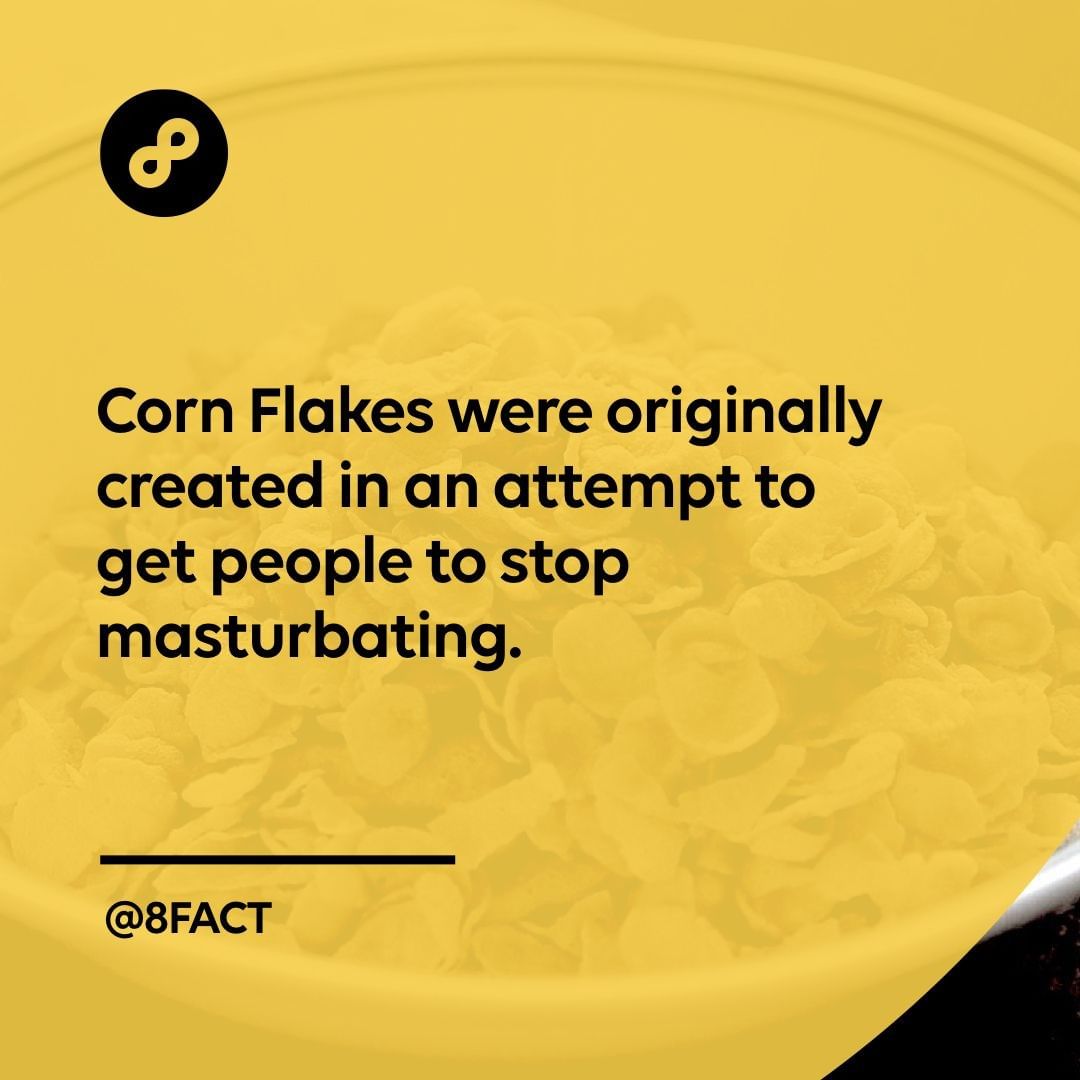 Corn Flakes were originally
created in an attempt to
get people to stop
masturbating.
@8FACT